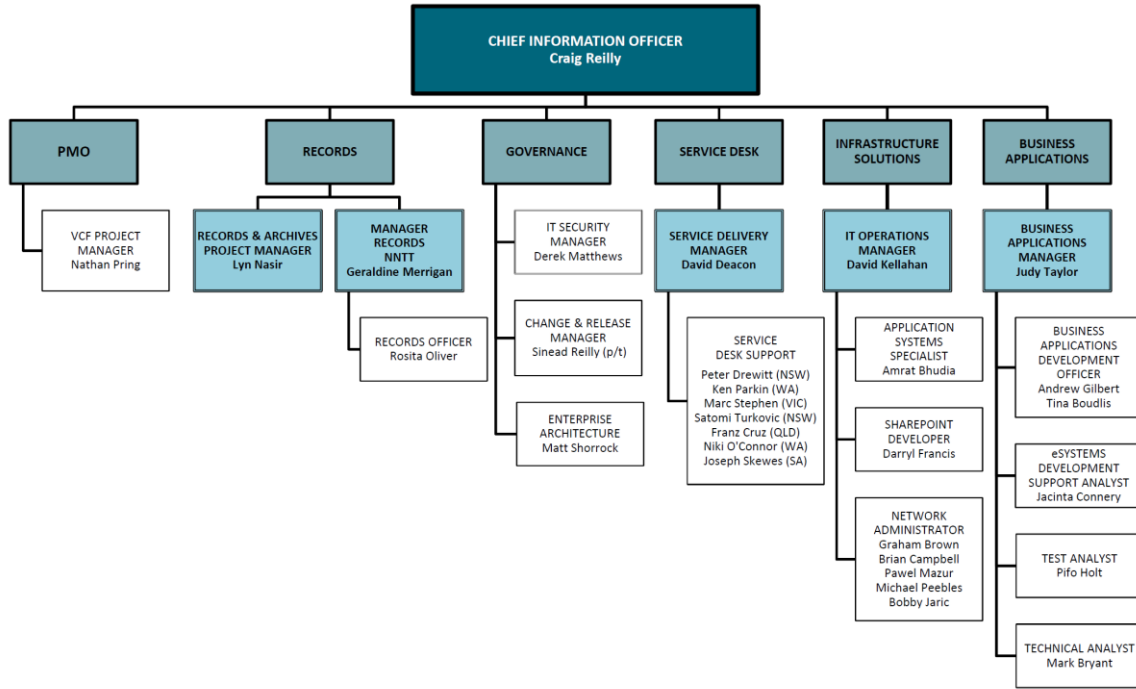 CHIEF INFORMATION OFFICER
Craig Reilly
PMO
VCF PROJECT
MANAGER
Nathan Pring
RECORDS
RECORDS & ARCHIVES
PROJECT MANAGER
Lyn Nasir
MANAGER
RECORDS
NNTT
Geraldine Merrigan
RECORDS OFFICER
Rosita Oliver
GOVERNANCE
IT SECURITY
MANAGER
Derek Matthews
CHANGE & RELEASE
MANAGER
Sinead Reilly (p/t)
ENTERPRISE
ARCHITECTURE
Matt Shorrock
SERVICE DESK
SERVICE DELIVERY
MANAGER
David Deacon
SERVICE
DESK SUPPORT
Peter Drewitt (NSW)
Ken Parkin (WA)
Marc Stephen (VIC)
Satomi Turkovic (NSW)
Franz Cruz (QLD)
Niki O'Connor (WA)
Joseph Skewes (SA)
INFRASTRUCTURE
SOLUTIONS
IT OPERATIONS
MANAGER
David Kellahan
APPLICATION
SYSTEMS
SPECIALIST
Amrat Bhudia
SHAREPOINT
DEVELOPER
Darryl Francis
NETWORK
ADMINISTRATOR
Graham Brown
Brian Campbell
Pawel Mazur
Michael Peebles
Bobby Jaric
BUSINESS
APPLICATIONS
BUSINESS
APPLICATIONS
MANAGER
Judy Taylor
BUSINESS
APPLICATIONS
DEVELOPMENT
OFFICER
Andrew Gilbert
Tina Boudlis
eSYSTEMS
DEVELOPMENT
SUPPORT ANALYST
Jacinta Connery
TEST ANALYST
Pifo Holt
TECHNICAL ANALYST
Mark Bryant